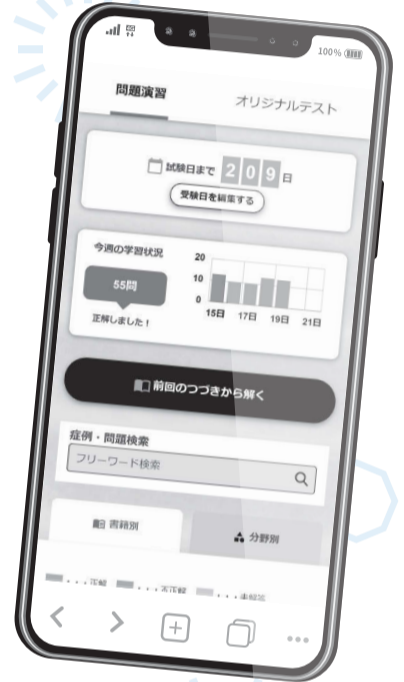 100%
問題演習
オリジナルテスト
試験日まで 209 日
受験日を編集する
今週の学習状況
55問
正解しました！
20
10
0
15日 17日 19日 21日
前回のつづきから解く
症例・問題検索
フリーワード検索
書籍別
分野別